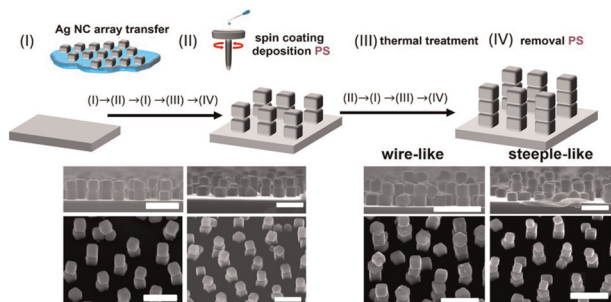 (I)
Ag NC array transfer
(II)
spin coating
deposition PS
(III) thermal treatment
(IV) removal PS
(I)→(II)→(I)→(III)→(IV)
(II)→(I)→(III)→(IV)
wire-like
steeple-like